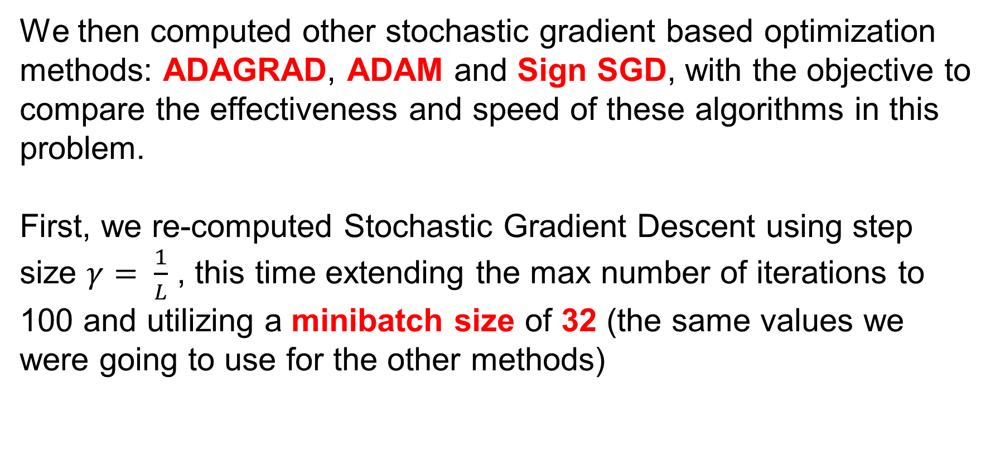 We then computed other stochastic gradient based optimization
methods: ADAGRAD, ADAM and Sign SGD, with the objective to
compare the effectiveness and speed of these algorithms in this
problem.
First, we re-computed Stochastic Gradient Descent using step
size γ = 1/L , this time extending the max number of iterations to
100 and utilizing a minibatch size of 32 (the same values we
were going to use for the other methods)